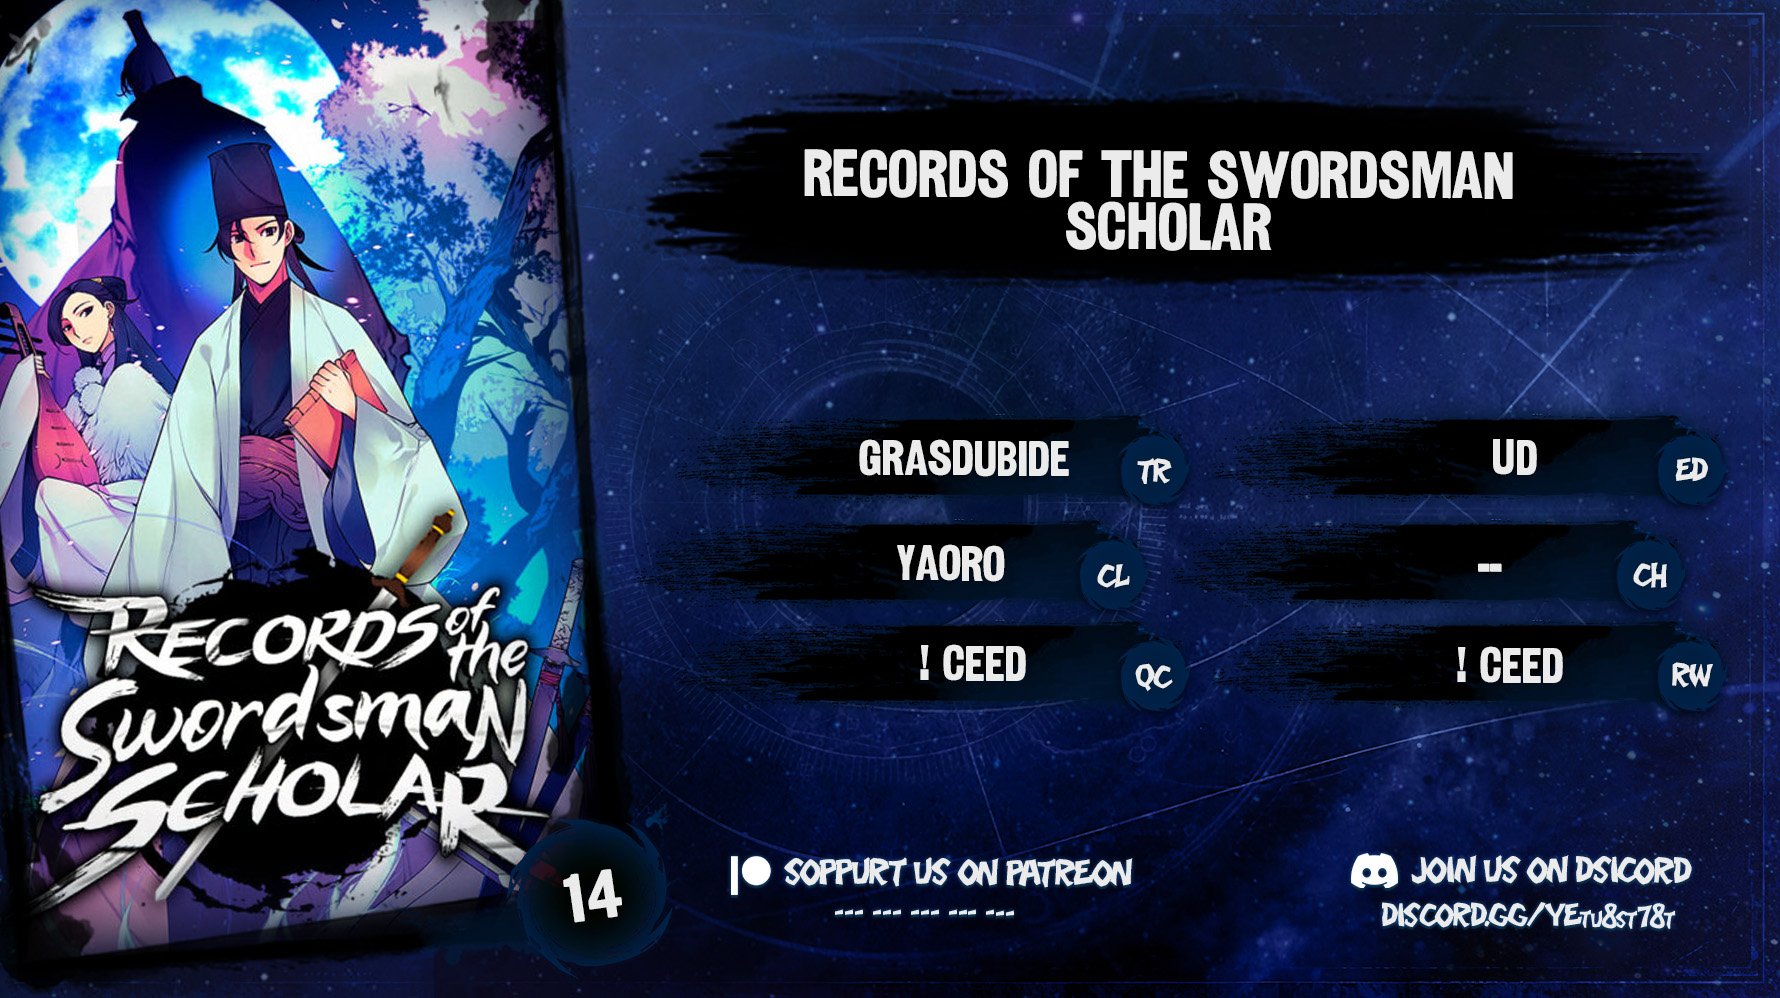 RECORDS OF THE SWORDSMAN
SCHOLAR
GRASDUBIDE
TR
UD
ED
YAORO
CL
--
CH
! CEED
QC
! CEED
RW
RECORDS of
the
SwordsmaN
SCHOLAR
14
SOPPURT US ON PATREON
--- --- --- --- ---
JOIN US ON DSICORD
DISCORD.GG/YETU8ST78T